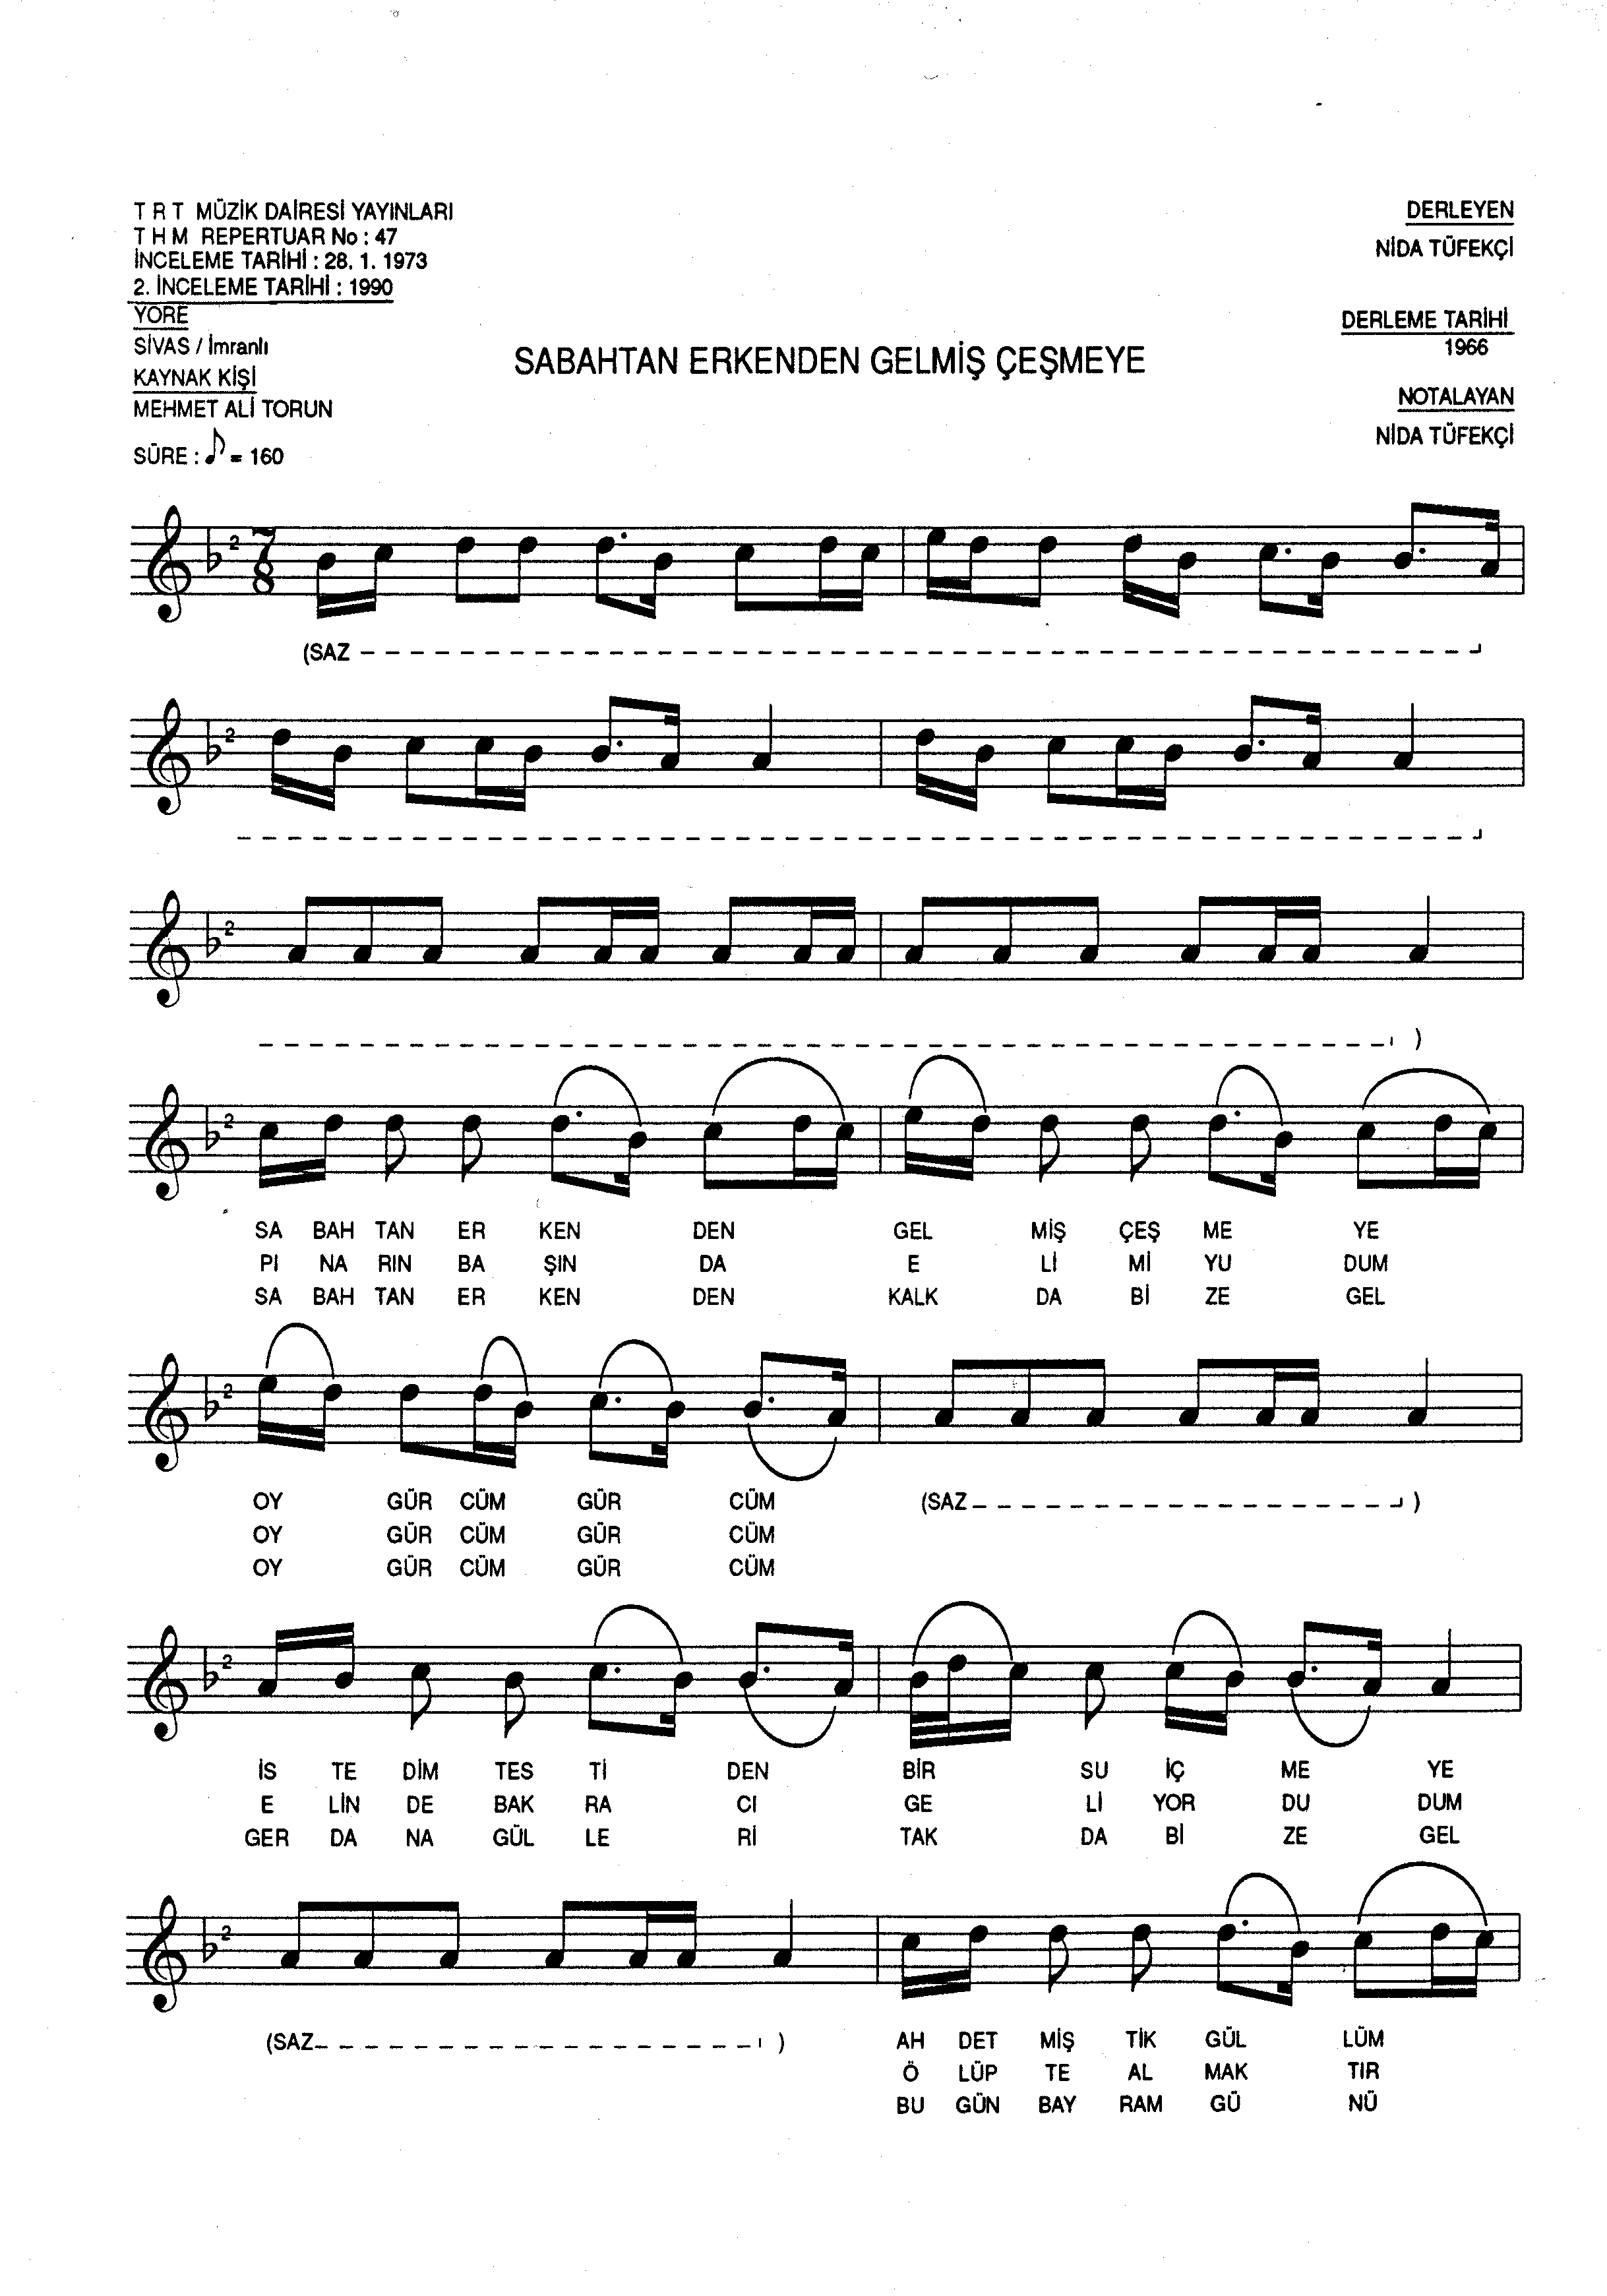 T R T MÜZİK DAİRESİ YAYINLARI
T H M REPERTUAR No : 47
İNCELEME TARİHİ : 28. 1. 1973
2. İNCELEME TARİHİ : 1990
YÖRE
SİVAS / İmranlı
KAYNAK KİŞİ
MEHMET ALİ TORUN
SÜRE : ♪ = 160
SABAHTAN ERKENDEN GELMİŞ ÇEŞMEYE
DERLEYEN
NİDA TÜFEKÇİ
DERLEME TARİHİ
1966
NOTALAYAN
NİDA TÜFEKÇİ
2 7 8
(SAZ
2
2
)
2
SA BAH TAN ER KEN DEN GEL MİŞ ÇEŞ ME YE
PI NA RIN BA ŞIN DA E Lİ Mİ YU DUM
SA BAH TAN ER KEN DEN KALK DA Bİ ZE GEL
2
OY GÜR CÜM GÜR CÜM (SAZ )
OY GÜR CÜM GÜR CÜM
OY GÜR CÜM GÜR CÜM
2
İS TE DİM TES Tİ DEN BİR SU İÇ ME YE
E LİN DE BAK RA CI GE Lİ YOR DU DUM
GER DA NA GÜL LE Rİ TAK DA Bİ ZE GEL
2
(SAZ ) AH DET MİŞ TİK GÜL LÜM
Ö LÜP TE AL MAK TIR
BU GÜN BAY RAM GÜ NÜ